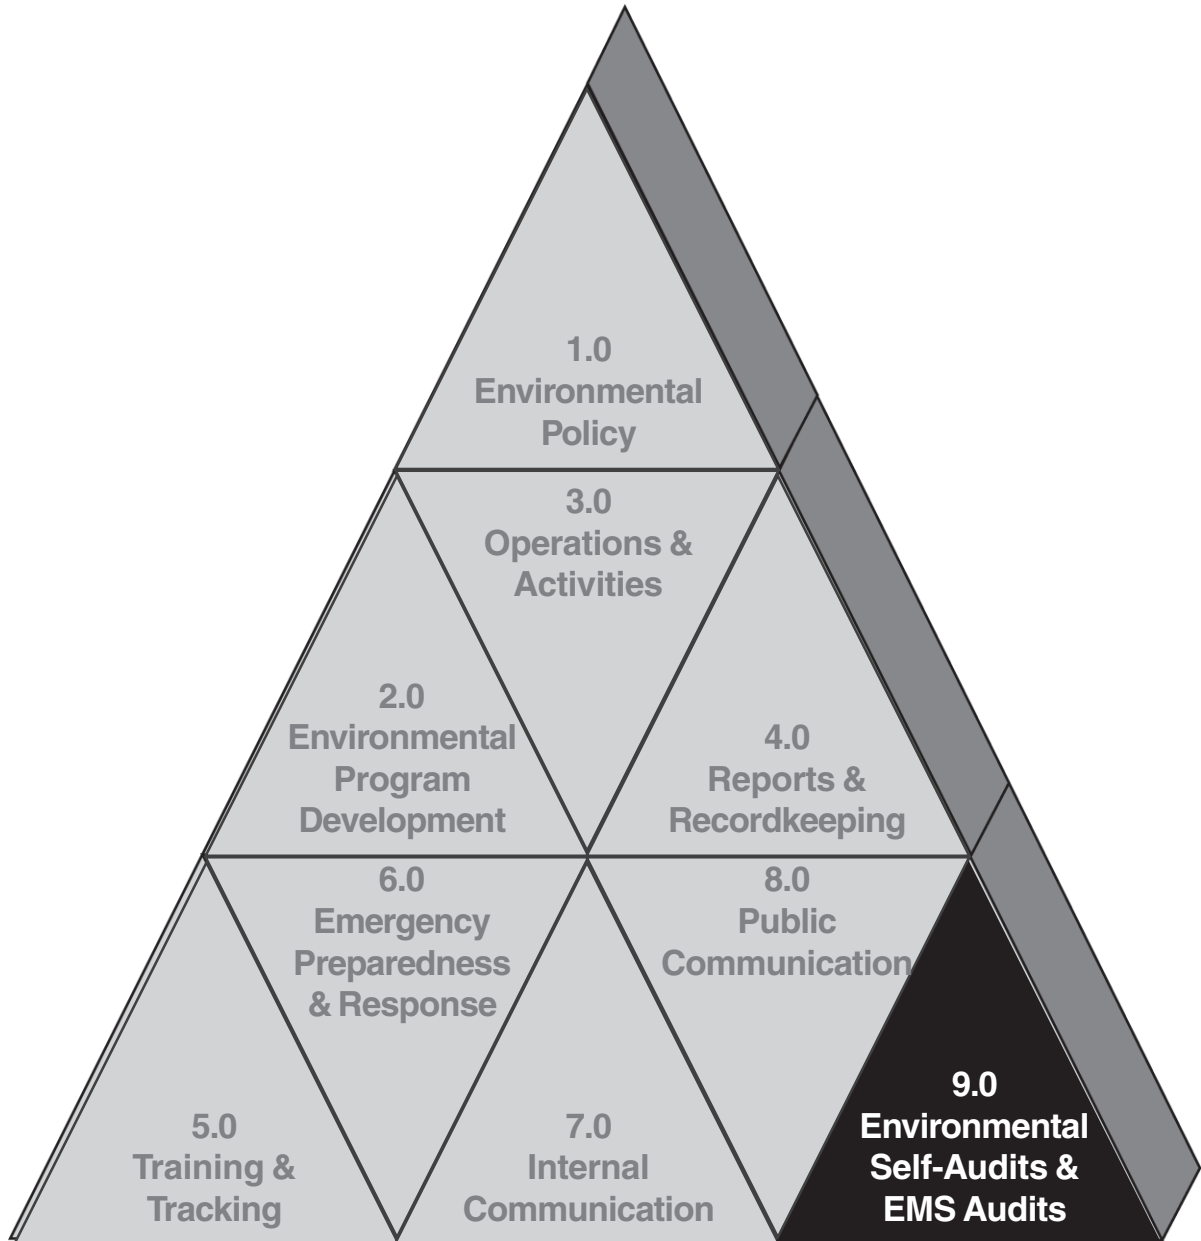 1.0
Environmental
Policy
3.0
Operations &
Activities
2.0
Environmental
Program
Development
4.0
Reports &
Recordkeeping
6.0
Emergency
Preparedness
& Response
8.0
Public
Communication
5.0
Training &
Tracking
7.0
Internal
Communication
9.0
Environmental
Self-Audits &
EMS Audits